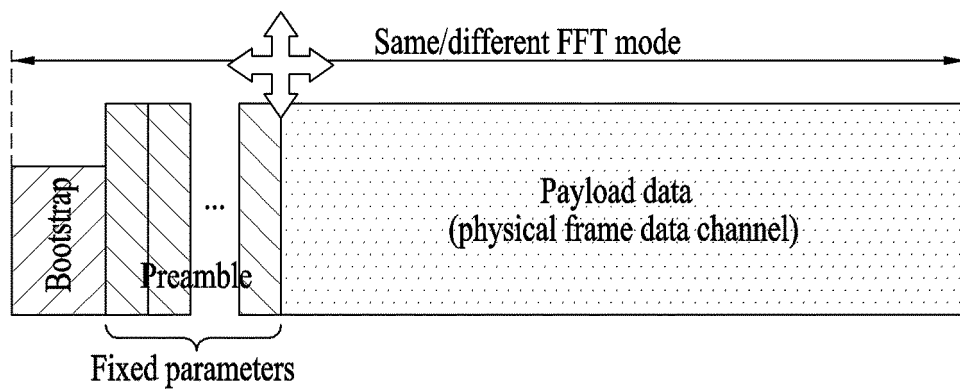 Same/different FFT mode
Bootstrap
Preamble
...
Payload data
(physical frame data channel)
Fixed parameters